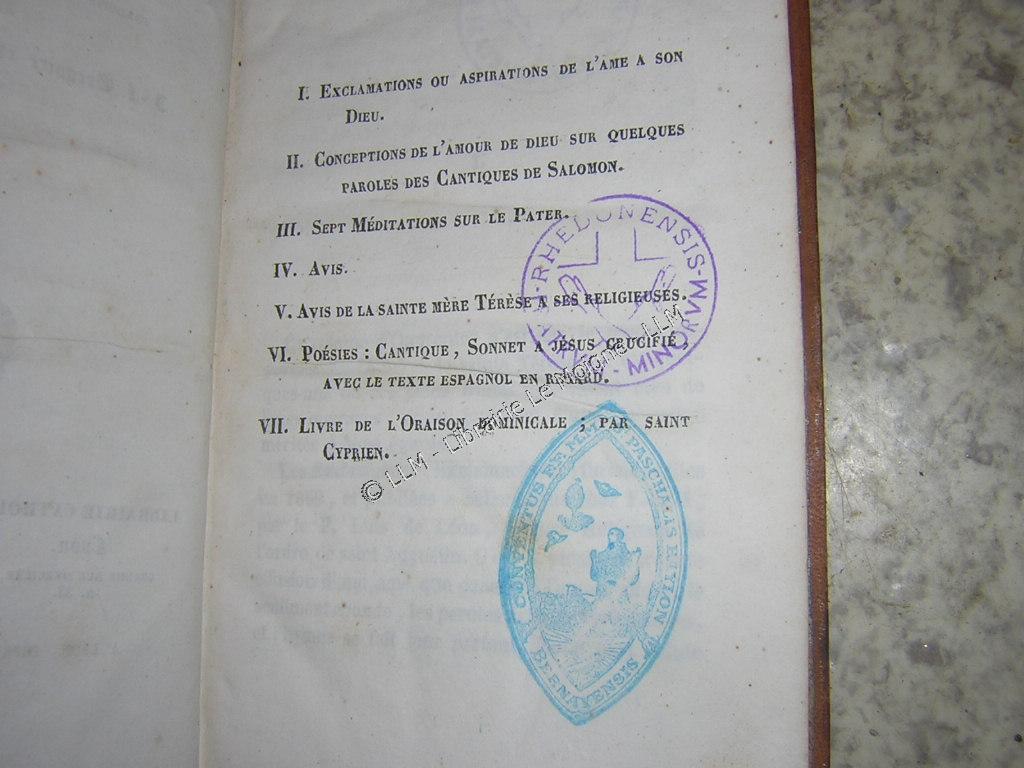 I. Exclamations ou aspirations de l'ame a son
Dieu.
II. Conceptions de l'amour de dieu sur quelques
paroles des Cantiques de Salomon.
III. Sept Méditations sur le Pater.
IV. Avis.
V. Avis de la sainte mère Térèse a ses religieuses.
VI. Poésies : Cantique, Sonnet a Jésus crucifié,
avec le texte espagnol en regard.
VII. Livre de l'Oraison dominicale ; par saint
Cyprien.
RHEDONENSIS
MINORVM
CONVENTUS
PASCHALIS
BERNAYENSIS
© LLM - Librairie Le Moigne - LLM